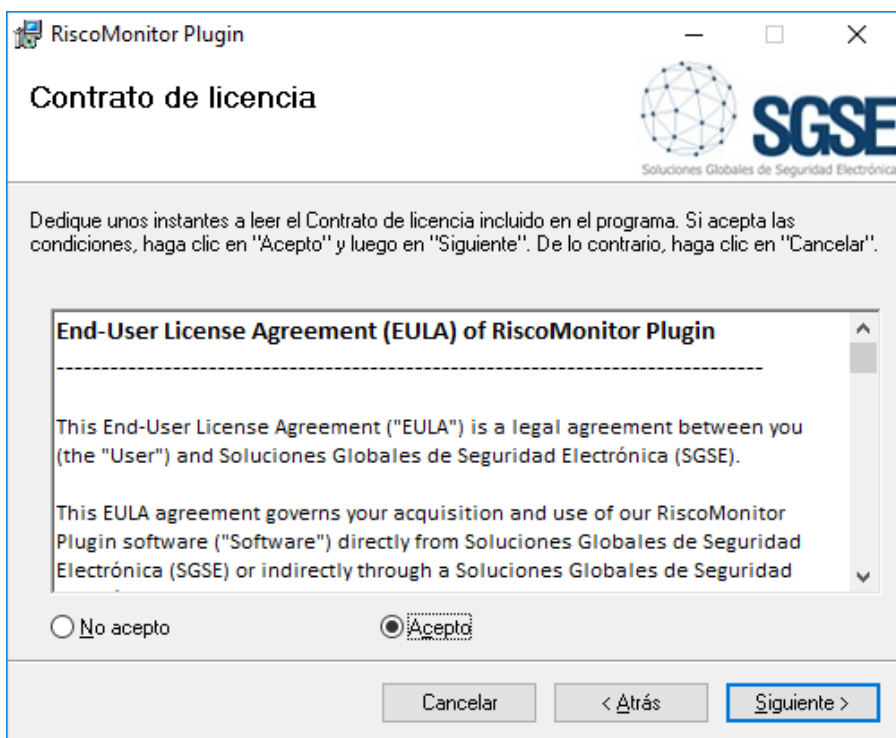 RiscoMonitor Plugin
Contrato de licencia
SGSE
Soluciones Globales de Seguridad Electrónica
Dedique unos instantes a leer el Contrato de licencia incluido en el programa. Si acepta las
condiciones, haga clic en "Acepto" y luego en "Siguiente". De lo contrario, haga clic en "Cancelar".
End-User License Agreement (EULA) of RiscoMonitor Plugin
-------------------------------------------------------------------------------
This End-User License Agreement ("EULA") is a legal agreement between you
(the "User") and Soluciones Globales de Seguridad Electrónica (SGSE).
This EULA agreement governs your acquisition and use of our RiscoMonitor
Plugin software ("Software") directly from Soluciones Globales de Seguridad
Electrónica (SGSE) or indirectly through a Soluciones Globales de Seguridad
No acepto
Acepto
Cancelar
< Atrás
Siguiente >